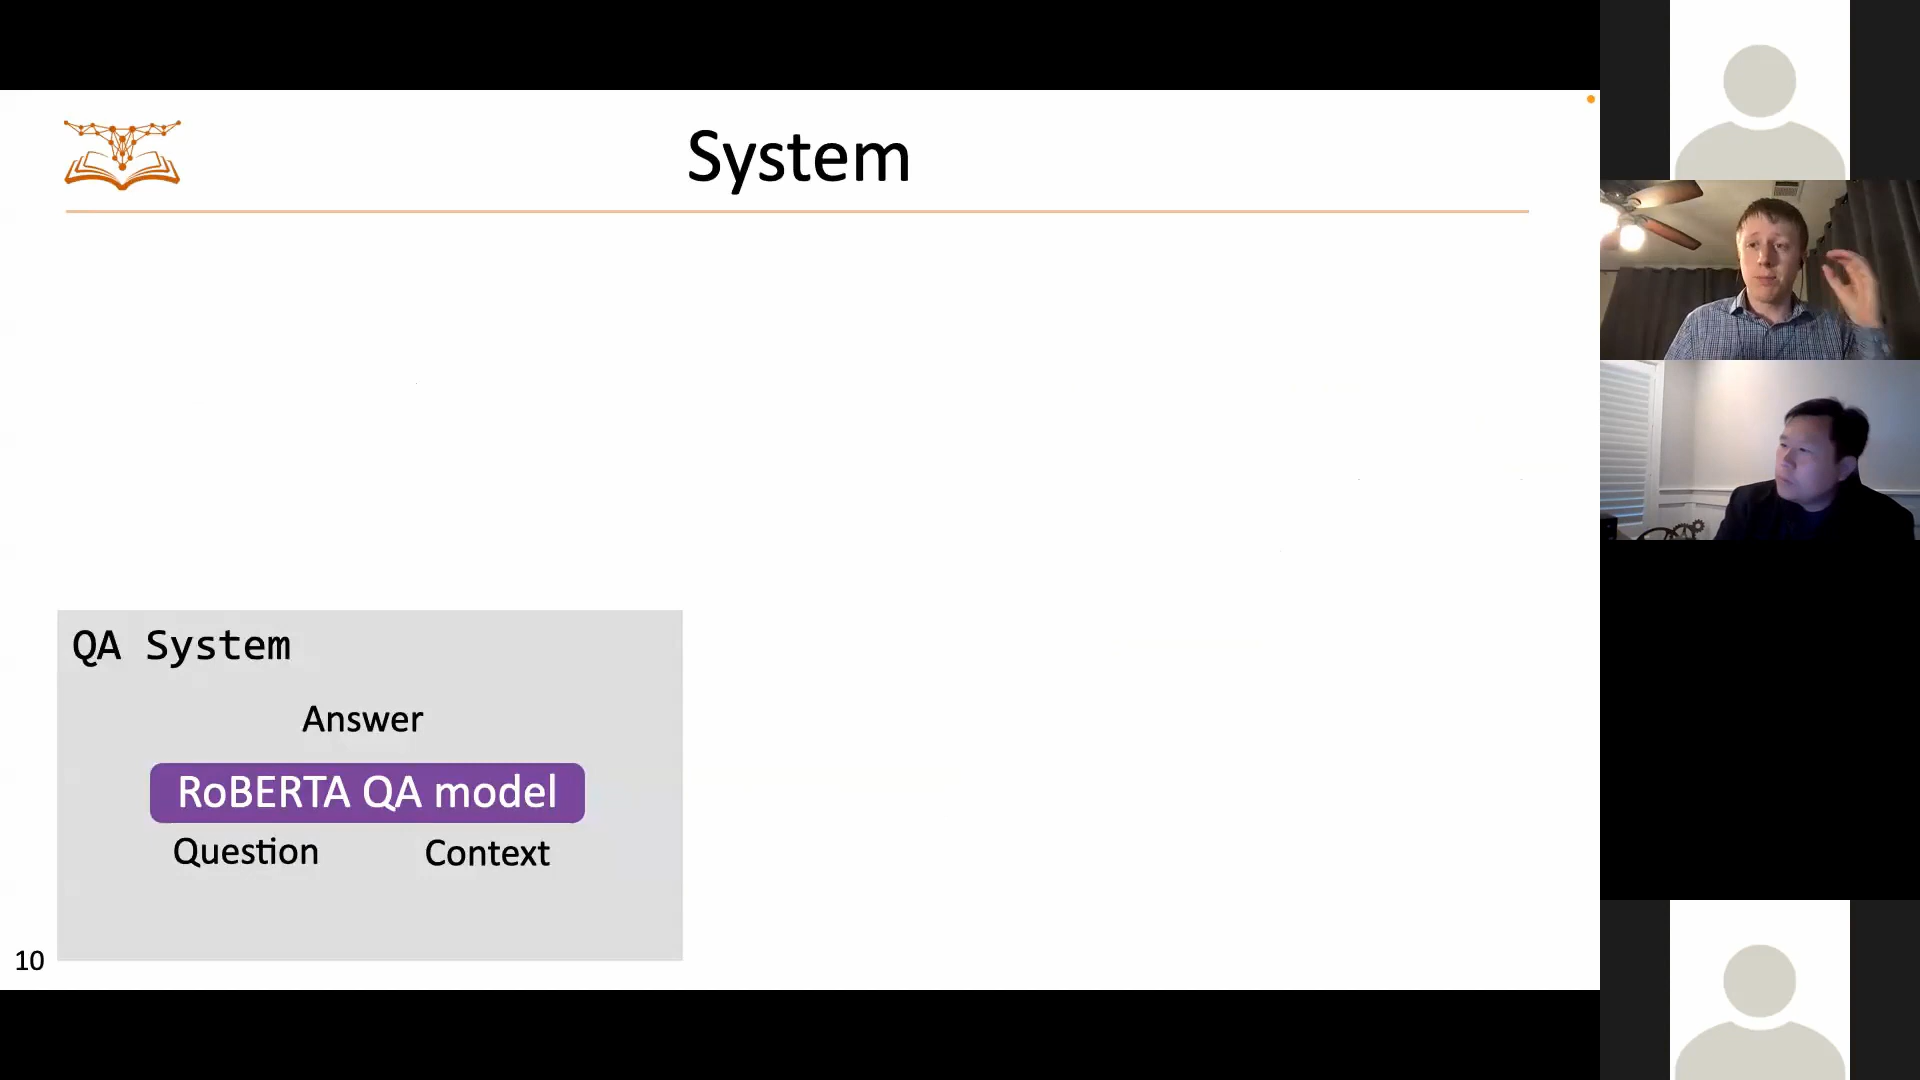 System
QA System
Answer
RoBERTA QA model
Question Context
10